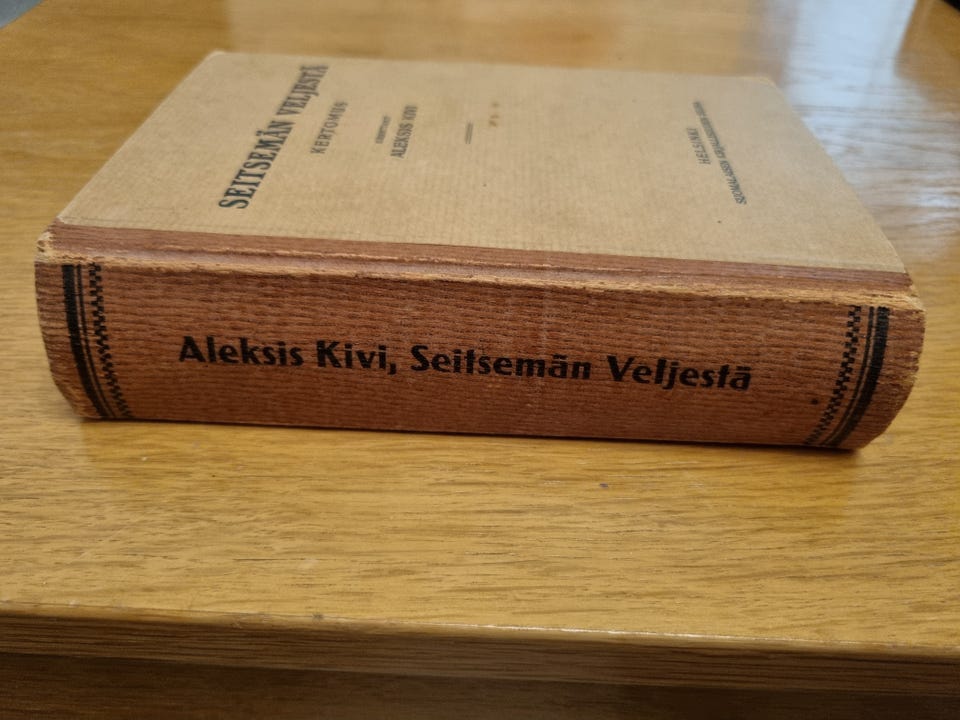 SEITSEMÄN VELJESTÄ
KERTOMUS
ALEKSIS KIVI
HELSINKI
Aleksis Kivi, Seitsemän Veljestä